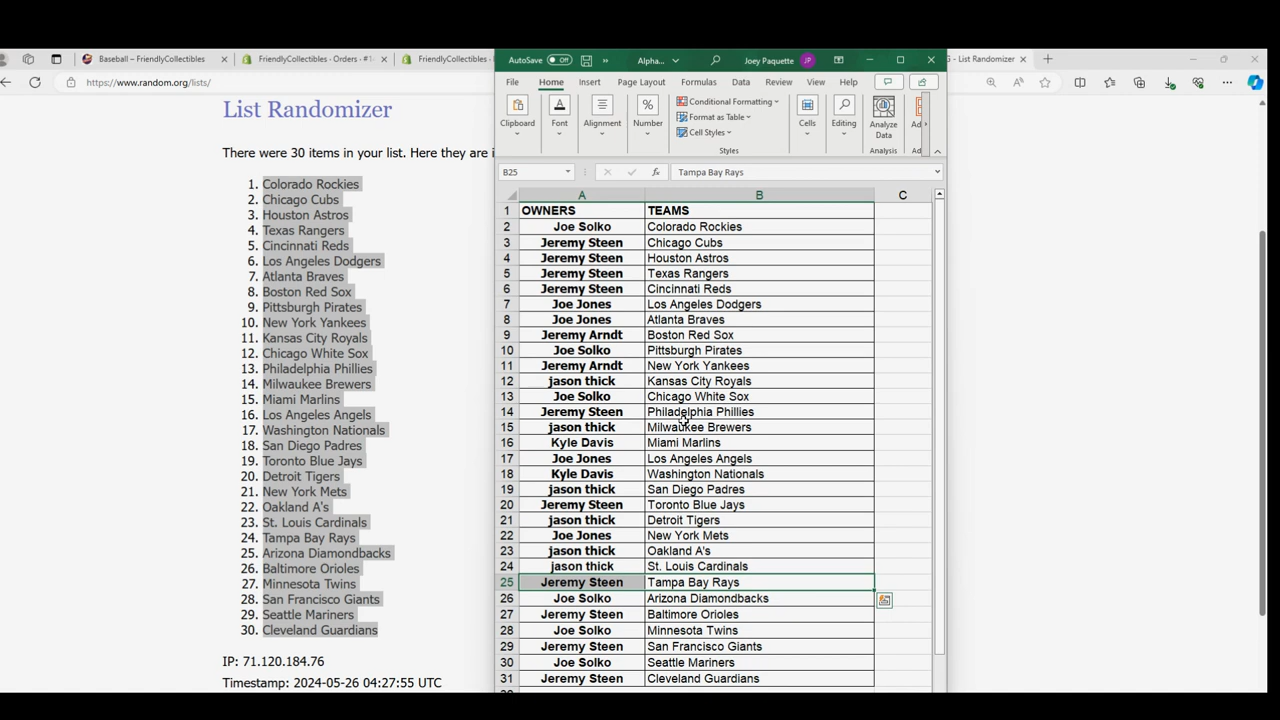 Baseball – FriendlyCollectibles
FriendlyCollectibles - Orders - #1-
FriendlyCollectibles -
- List Randomizer
https://www.random.org/lists/
List Randomizer
There were 30 items in your list. Here they are i
1. Colorado Rockies
2. Chicago Cubs
3. Houston Astros
4. Texas Rangers
5. Cincinnati Reds
6. Los Angeles Dodgers
7. Atlanta Braves
8. Boston Red Sox
9. Pittsburgh Pirates
10. New York Yankees
11. Kansas City Royals
12. Chicago White Sox
13. Philadelphia Phillies
14. Milwaukee Brewers
15. Miami Marlins
16. Los Angeles Angels
17. Washington Nationals
18. San Diego Padres
19. Toronto Blue Jays
20. Detroit Tigers
21. New York Mets
22. Oakland A's
23. St. Louis Cardinals
24. Tampa Bay Rays
25. Arizona Diamondbacks
26. Baltimore Orioles
27. Minnesota Twins
28. San Francisco Giants
29. Seattle Mariners
30. Cleveland Guardians
IP: 71.120.184.76
Timestamp: 2024-05-26 04:27:55 UTC
AutoSave Off Alpha... Joey Paquette JP
File Home Insert Page Layout Formulas Data Review View Help
Clipboard Font Alignment Number
Conditional Formatting
Format as Table
Cell Styles
Styles
Cells Editing
Analyze Data
Analysis
B25 fx Tampa Bay Rays
A B C
1 OWNERS TEAMS
2 Joe Solko Colorado Rockies
3 Jeremy Steen Chicago Cubs
4 Jeremy Steen Houston Astros
5 Jeremy Steen Texas Rangers
6 Jeremy Steen Cincinnati Reds
7 Joe Jones Los Angeles Dodgers
8 Joe Jones Atlanta Braves
9 Jeremy Arndt Boston Red Sox
10 Joe Solko Pittsburgh Pirates
11 Jeremy Arndt New York Yankees
12 jason thick Kansas City Royals
13 Joe Solko Chicago White Sox
14 Jeremy Steen Philadelphia Phillies
15 jason thick Milwaukee Brewers
16 Kyle Davis Miami Marlins
17 Joe Jones Los Angeles Angels
18 Kyle Davis Washington Nationals
19 jason thick San Diego Padres
20 Jeremy Steen Toronto Blue Jays
21 jason thick Detroit Tigers
22 Joe Jones New York Mets
23 jason thick Oakland A's
24 jason thick St. Louis Cardinals
25 Jeremy Steen Tampa Bay Rays
26 Joe Solko Arizona Diamondbacks
27 Jeremy Steen Baltimore Orioles
28 Joe Solko Minnesota Twins
29 Jeremy Steen San Francisco Giants
30 Joe Solko Seattle Mariners
31 Jeremy Steen Cleveland Guardians